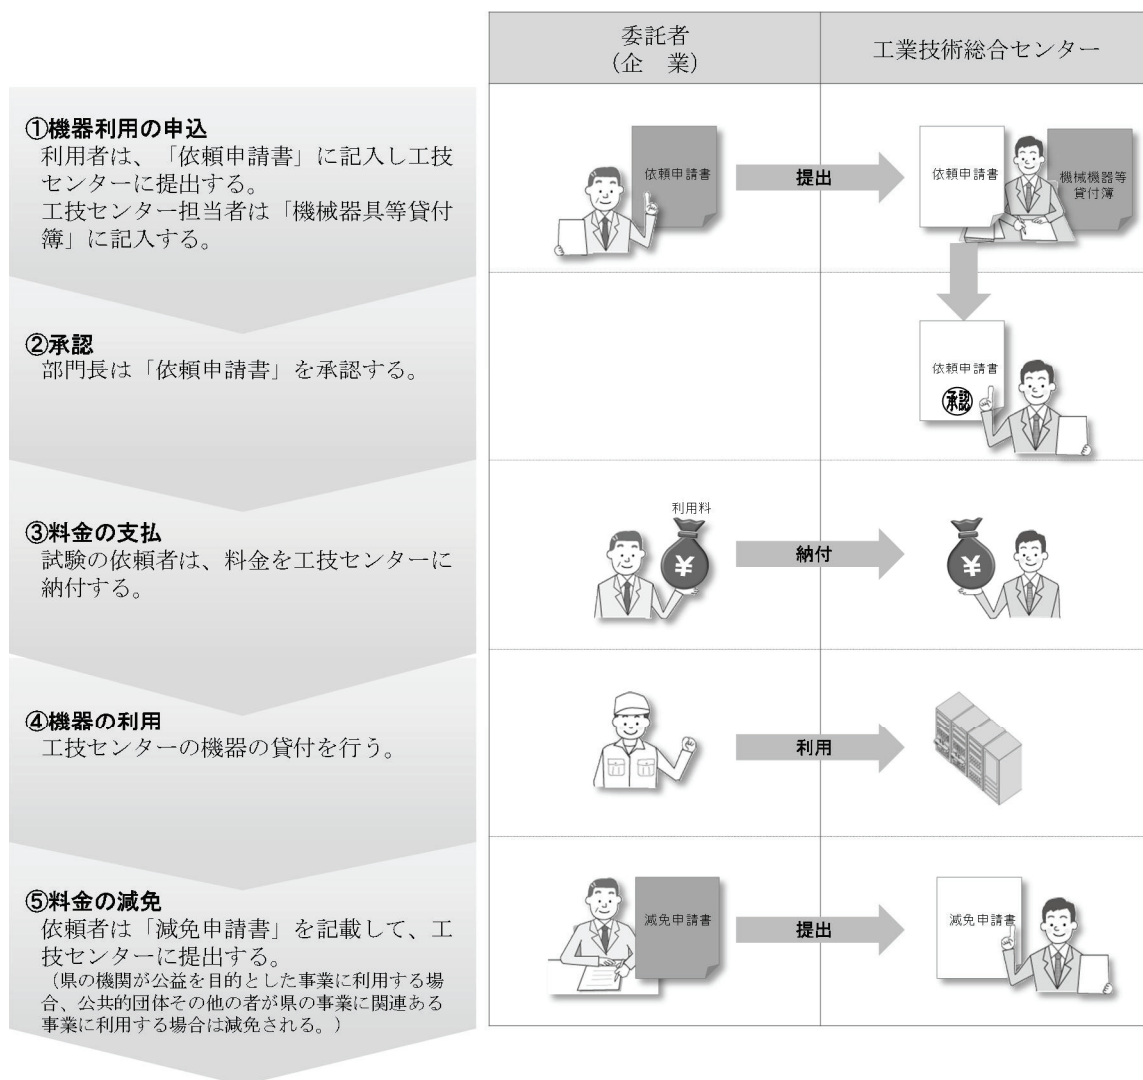 委託者
(企　業)
工業技術総合センター
①機器利用の申込
利用者は、「依頼申請書」に記入し工技
センターに提出する。
工技センター担当者は「機械器具等貸付
簿」に記入する。
依頼申請書
提出
依頼申請書
機械機器等
貸付簿
②承認
部門長は「依頼申請書」を承認する。
依頼申請書
承認
③料金の支払
試験の依頼者は、料金を工技センターに
納付する。
利用料
¥
納付
¥
④機器の利用
工技センターの機器の貸付を行う。
利用
⑤料金の減免
依頼者は「減免申請書」を記載して、工
技センターに提出する。
（県の機関が公益を目的とした事業に利用する場
合、公共的団体その他の者が県の事業に関連ある
事業に利用する場合は減免される。）
減免申請書
提出
減免申請書